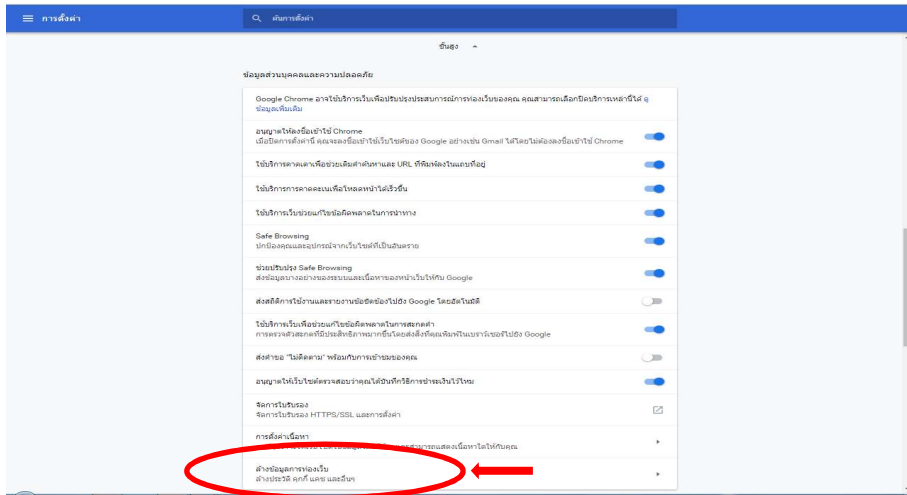 การตั้งค่า
ค้นการตั้งค่า
ขั้นสูง
ข้อมูลส่วนบุคคลและความปลอดภัย
Google Chrome อาจใช้บริการเว็บเพื่อปรับปรุงประสบการณ์การท่องเว็บของคุณ คุณสามารถเลือกปิดบริการเหล่านี้ได้ ดู
ข้อมูลเพิ่มเติม
อนุญาตให้ลงชื่อเข้าใช้ Chrome
เมื่อปิดการตั้งค่านี้ คุณจะลงชื่อเข้าใช้เว็บไซต์ของ Google อย่างเช่น Gmail ได้โดยไม่ต้องลงชื่อเข้าใช้ Chrome
ใช้บริการคาดเดาเพื่อช่วยเติมคำค้นหาและ URL ที่พิมพ์ลงในแถบที่อยู่
ใช้บริการการคาดคะเนเพื่อโหลดหน้าได้เร็วขึ้น
ใช้บริการเว็บช่วยแก้ไขข้อผิดพลาดในการนำทาง
Safe Browsing
ปกป้องคุณและอุปกรณ์จากเว็บไซต์ที่เป็นอันตราย
ช่วยปรับปรุง Safe Browsing
ส่งข้อมูลบางอย่างของระบบและเนื้อหาของหน้าเว็บให้กับ Google
ส่งสถิติการใช้งานและรายงานข้อขัดข้องไปยัง Google โดยอัตโนมัติ
ใช้บริการเว็บเพื่อช่วยแก้ไขข้อผิดพลาดในการสะกดคำ
การตรวจตัวสะกดที่มีประสิทธิภาพมากขึ้นโดยส่งสิ่งที่คุณพิมพ์ในเบราว์เซอร์ไปยัง Google
ส่งคำขอ "ไม่ติดตาม" พร้อมกับการเข้าชมของคุณ
อนุญาตให้เว็บไซต์ตรวจสอบว่าคุณได้บันทึกวิธีการชำระเงินไว้ไหม
จัดการใบรับรอง
จัดการใบรับรอง HTTPS/SSL และการตั้งค่า
การตั้งค่าเนื้อหา
สามารถแสดงเนื้อหาใดให้กับคุณ
ล้างข้อมูลการท่องเว็บ
ล้างประวัติ คุกกี้ แคช และอื่นๆ